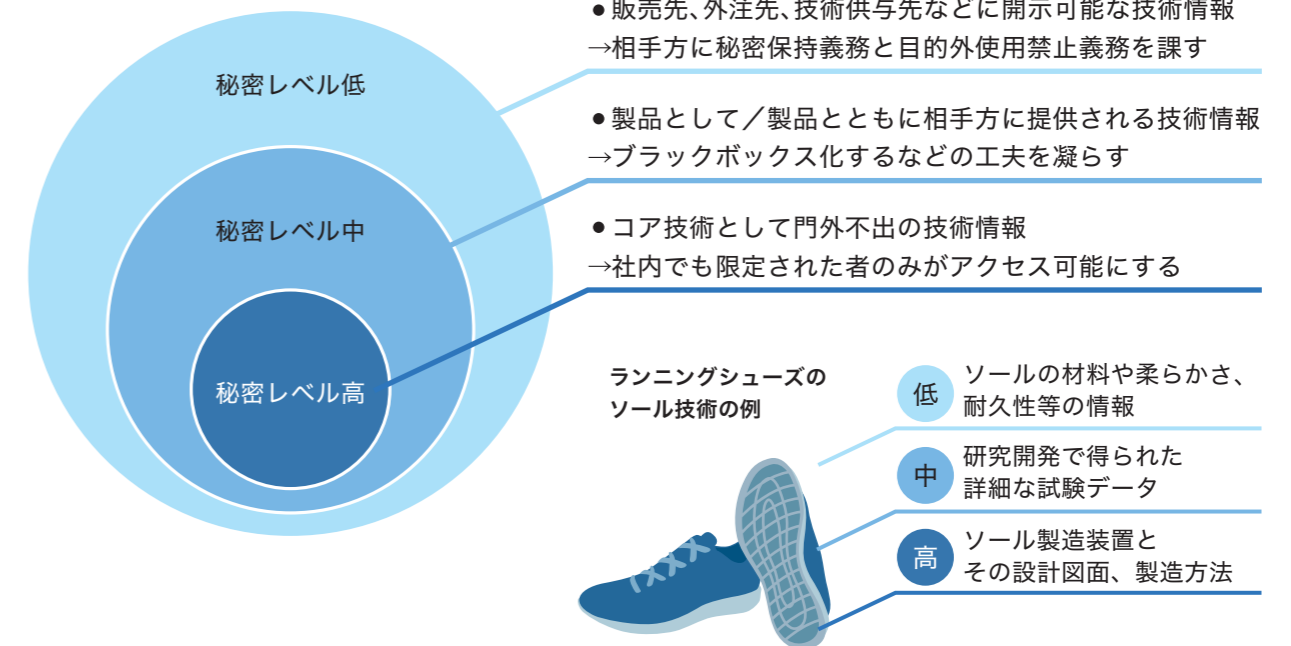 ●販売先、外注先、技術供与先などに開示可能な技術情報
→相手方に秘密保持義務と目的外使用禁止義務を課す
秘密レベル低
●製品として／製品とともに相手方に提供される技術情報
→ブラックボックス化するなどの工夫を凝らす
秘密レベル中
●コア技術として門外不出の技術情報
→社内でも限定された者のみがアクセス可能にする
秘密レベル高
ランニングシューズの
ソール技術の例
低
ソールの材料や柔らかさ、
耐久性等の情報
中
研究開発で得られた
詳細な試験データ
高
ソール製造装置と
その設計図面、製造方法